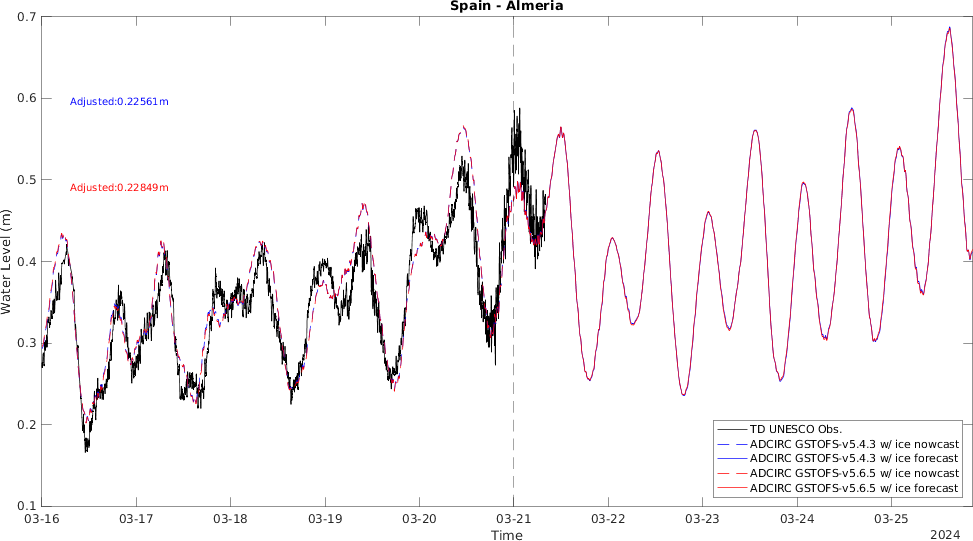 Spain - Almeria
0.7
0.6
0.5
0.4
0.3
0.2
0.1
Water Level (m)
Adjusted:0.22561m
Adjusted:0.22849m
TD UNESCO Obs.
ADCIRC GSTOFS-v5.4.3 w/ ice nowcast
ADCIRC GSTOFS-v5.4.3 w/ ice forecast
ADCIRC GSTOFS-v5.6.5 w/ ice nowcast
ADCIRC GSTOFS-v5.6.5 w/ ice forecast
03-16 03-17 03-18 03-19 03-20 03-21 03-22 03-23 03-24 03-25
Time
2024